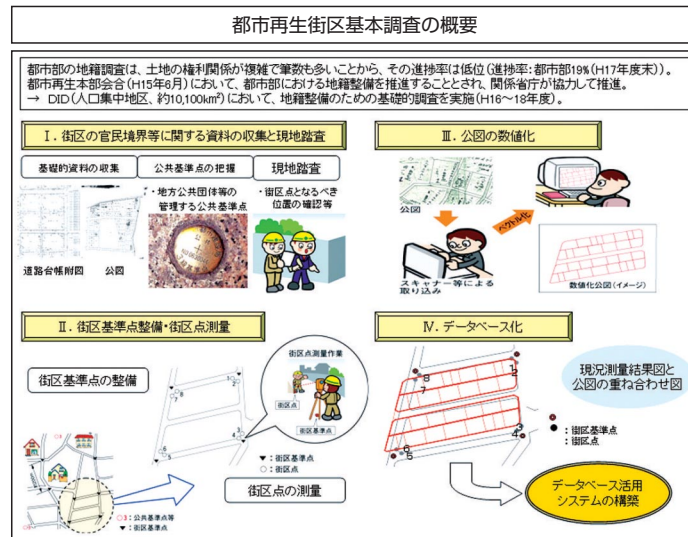 都市再生街区基本調査の概要
都市部の地籍調査は、土地の権利関係が複雑で筆数も多いことから、その進捗率は低位(進捗率:都市部19%(H17年度末))。
都市再生本部会合(H15年6月)において、都市部における地籍整備を推進することとされ、関係省庁が協力して推進。
→ DID(人口集中地区、約10,100km²)において、地籍整備のための基礎的調査を実施(H16~18年度)。
Ⅰ.街区の官民境界等に関する資料の収集と現地踏査
基礎的資料の収集
公共基準点の把握
現地踏査
・地方公共団体等の
管理する公共基準点
・街区点となるべき
位置の確認等
道路台帳附図
公図
Ⅲ.公図の数値化
公図
ベクトル化
スキャナー等による
取り込み
数値化公図(イメージ)
Ⅱ.街区基準点整備・街区点測量
街区基準点の整備
街区点測量作業
街区点
街区基準点
▼:街区基準点
○:街区点
街区点の測量
○3:公共基準点等
▼:街区基準点
Ⅳ.データベース化
現況測量結果図と
公図の重ね合わせ図
1
2
8
7
3
4
6
5
:街区基準点
:街区点
データベース活用
システムの構築